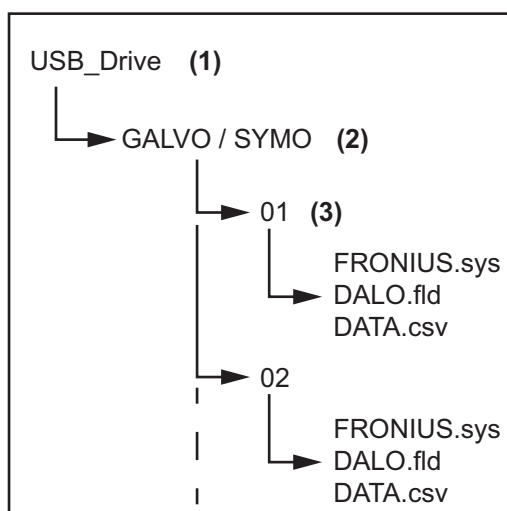 USB_Drive (1)
GALVO / SYMO (2)
01 (3)
FRONIUS.sys
DALO.fld
DATA.csv
02
FRONIUS.sys
DALO.fld
DATA.csv